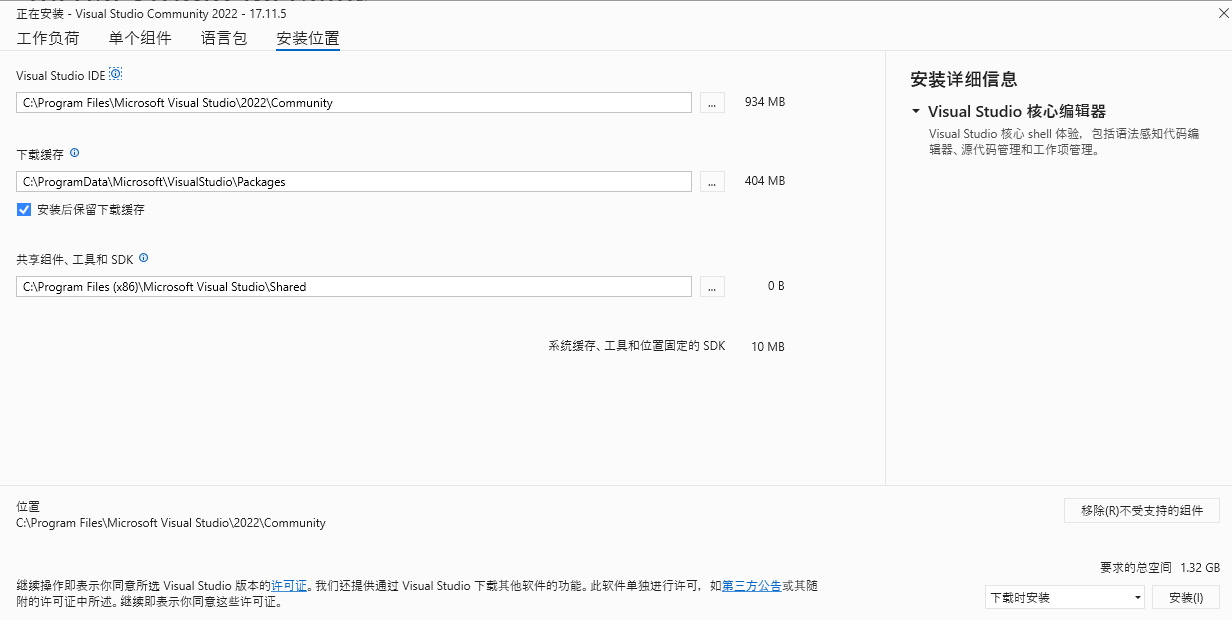 正在安装 - Visual Studio Community 2022 - 17.11.5
工作负荷 单个组件 语言包 安装位置
Visual Studio IDE
C:\Program Files\Microsoft Visual Studio\2022\Community ... 934 MB
下载缓存
C:\ProgramData\Microsoft\VisualStudio\Packages ... 404 MB
安装后保留下载缓存
共享组件、工具和 SDK
C:\Program Files (x86)\Microsoft Visual Studio\Shared ... 0 B
系统缓存、工具和位置固定的 SDK 10 MB
安装详细信息
Visual Studio 核心编辑器
Visual Studio 核心 shell 体验，包括语法感知代码编
辑器、源代码管理和工作项管理。
位置
C:\Program Files\Microsoft Visual Studio\2022\Community
移除(R)不受支持的组件
继续操作即表示你同意所选 Visual Studio 版本的许可证。我们还提供通过 Visual Studio 下载其他软件的功能。此软件单独进行许可，如第三方公告或其随
附的许可证中所述。继续即表示你同意这些许可证。
要求的总空间 1.32 GB
下载时安装 安装(I)